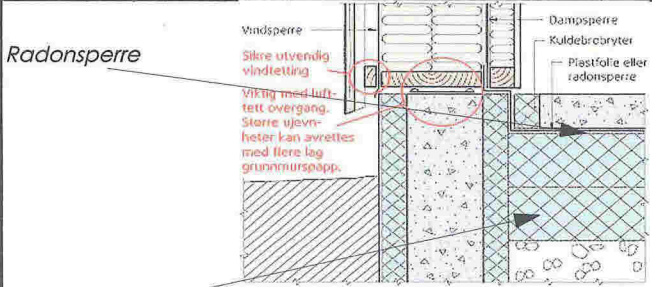 Radonsperre
Vindsperre
Sikre utvendig
vindtetting
Viktig med luft-
tett overgang.
Større ujevn-
heter kan avrettes
med flere lag
grunnmurspapp.
Dampsperre
Kuldebrobryter
Plastfolie eller
radonsperre